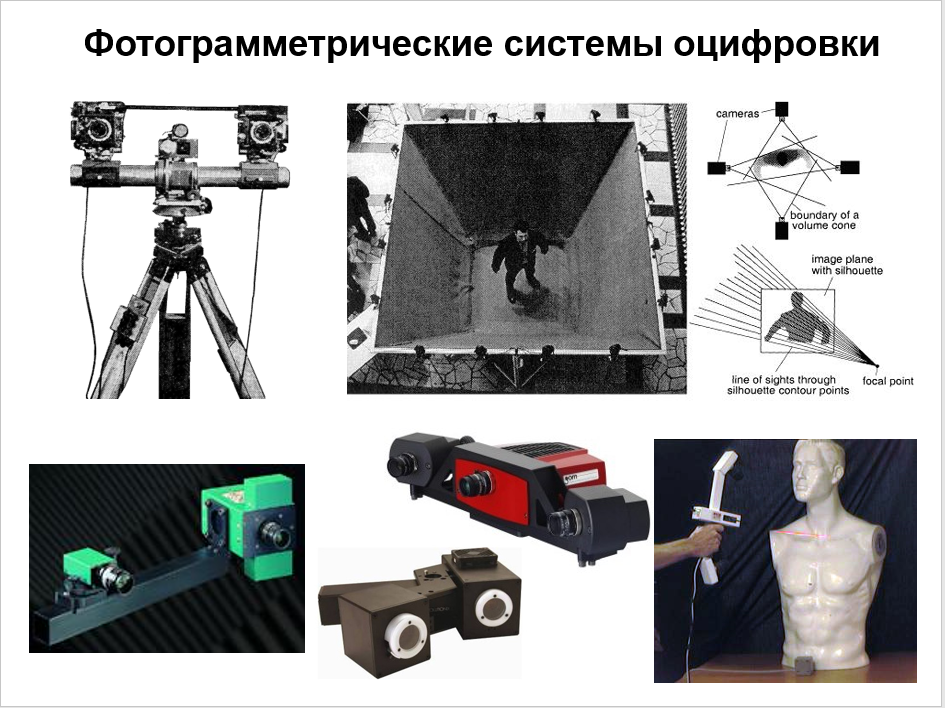 Фотограмметрические системы оцифровки
cameras
boundary of a
volume cone
image plane
with silhouette
line of sights through
silhouette contour points
focal point
gom